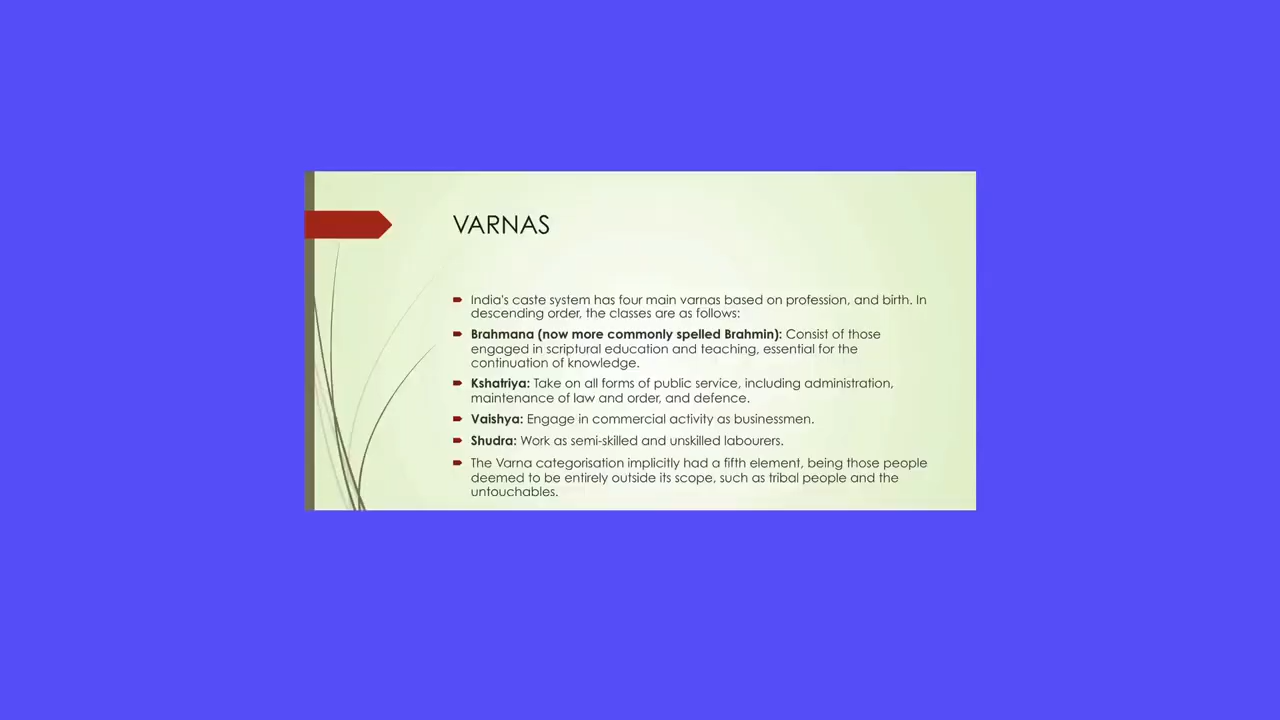 VARNAS
India's caste system has four main varnas based on profession, and birth. In
descending order, the classes are as follows:
Brahmana (now more commonly spelled Brahmin): Consist of those
engaged in scriptural education and teaching, essential for the
continuation of knowledge.
Kshatriya: Take on all forms of public service, including administration,
maintenance of law and order, and defence.
Vaishya: Engage in commercial activity as businessmen.
Shudra: Work as semi-skilled and unskilled labourers.
The Varna categorisation implicitly had a fifth element, being those people
deemed to be entirely outside its scope, such as tribal people and the
untouchables.